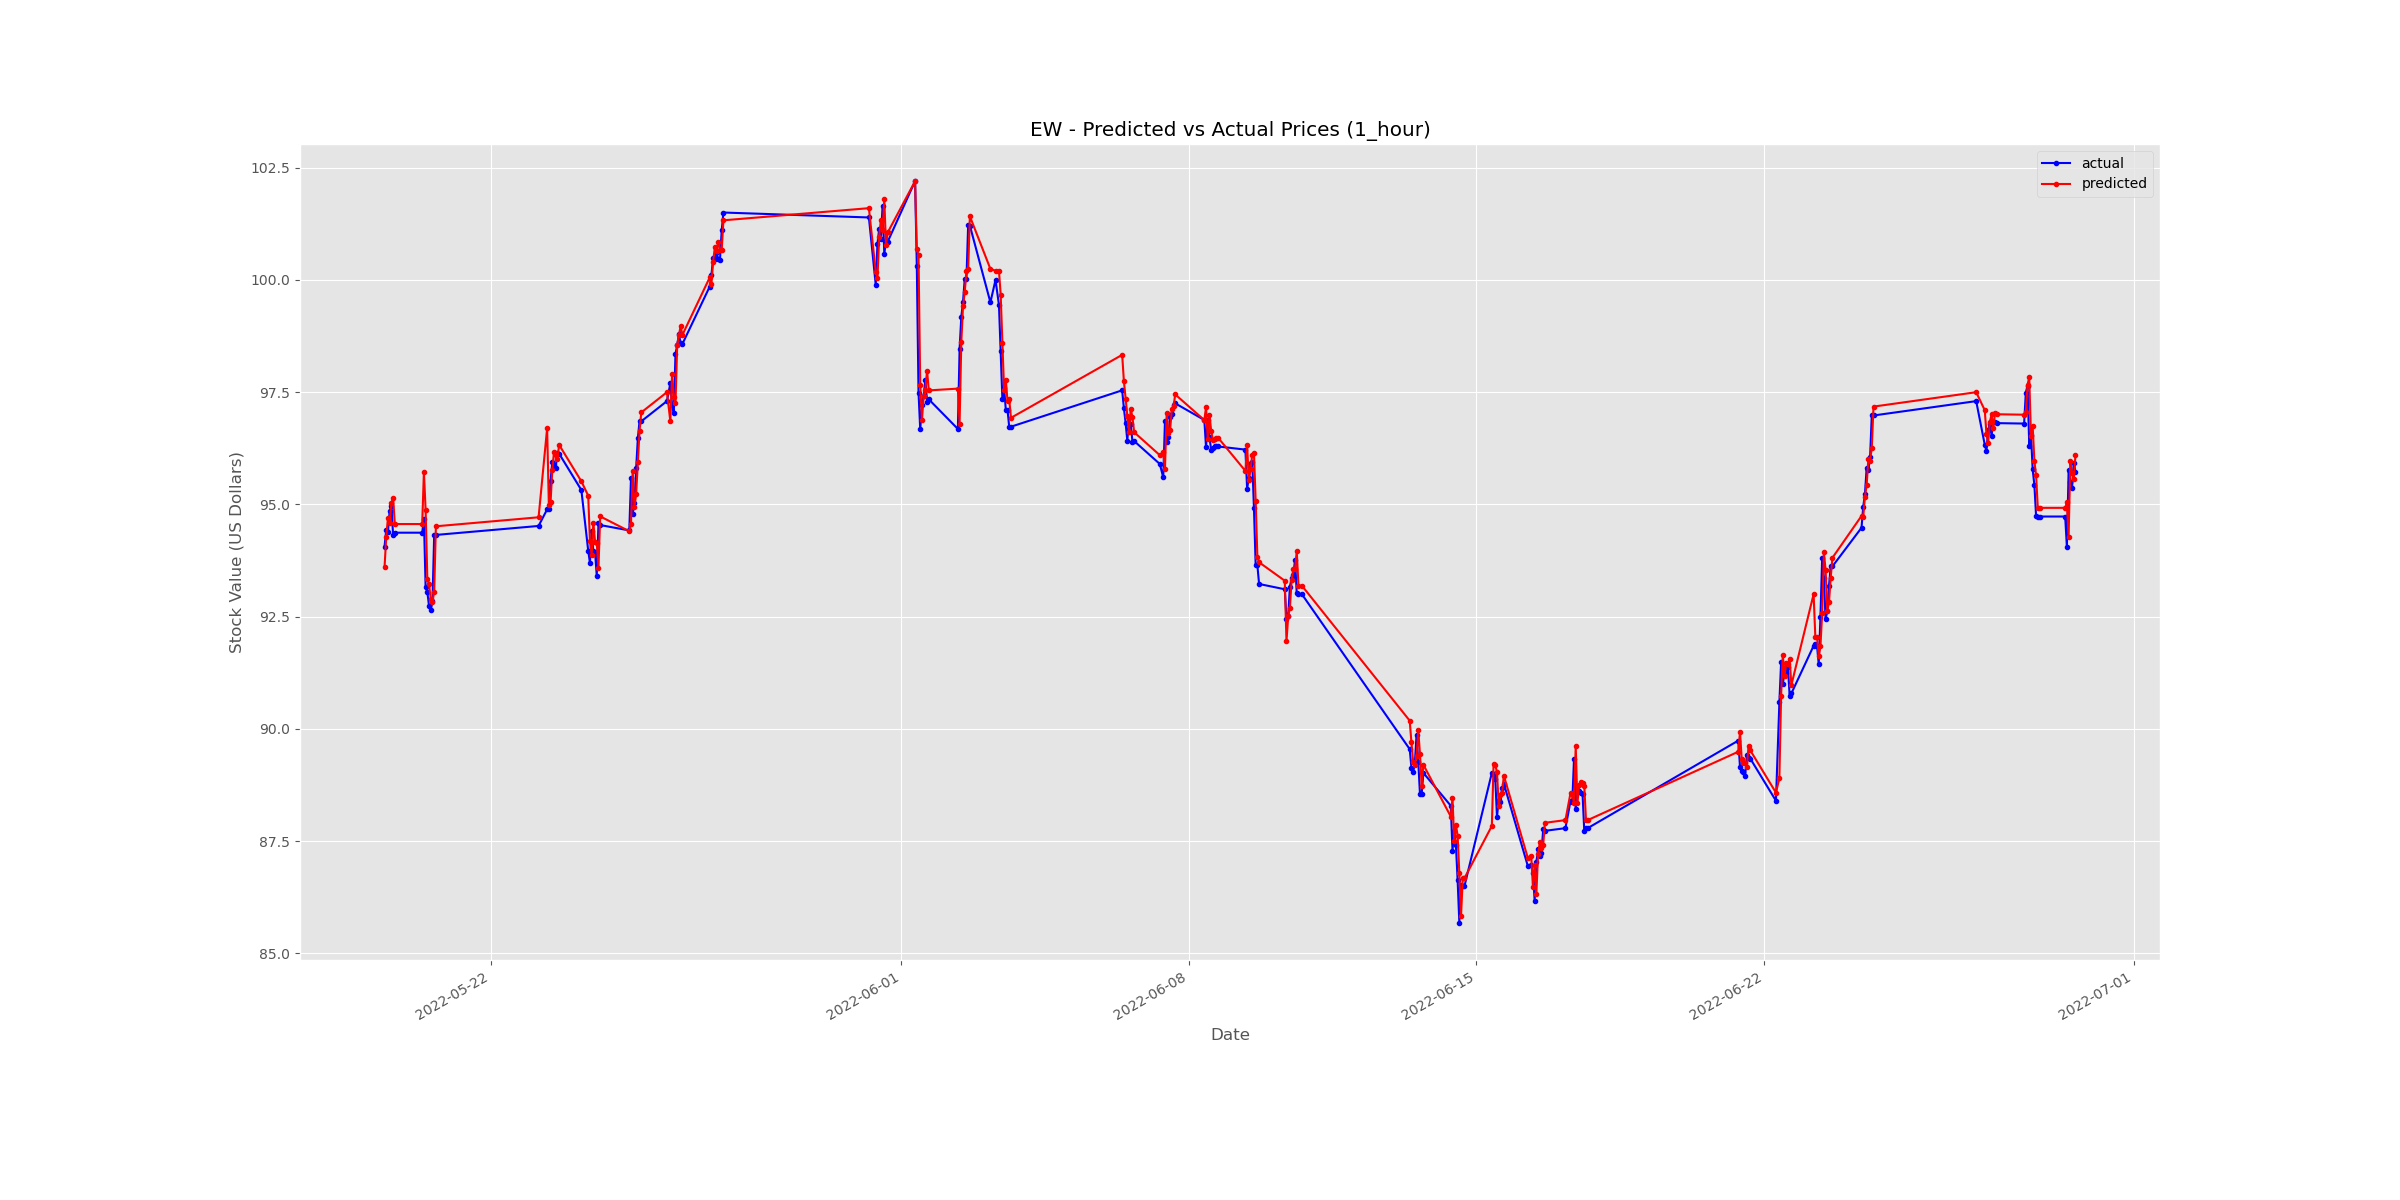 EW - Predicted vs Actual Prices (1_hour)
actual
predicted
102.5
100.0
97.5
95.0
92.5
90.0
87.5
85.0
Stock Value (US Dollars)
2022-05-22
2022-06-01
2022-06-08
2022-06-15
2022-06-22
2022-07-01
Date